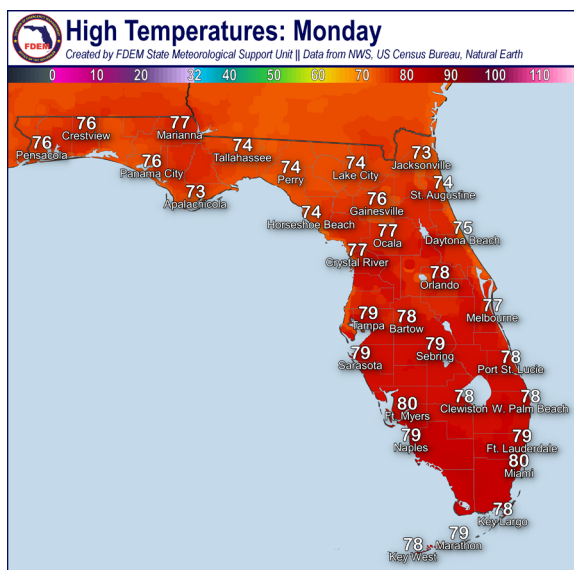 High Temperatures: Monday
Created by FDEM State Meteorological Support Unit || Data from NWS, US Census Bureau, Natural Earth
FDEM
0 10 20 32 40 50 60 70 80 90 100 110
76
Crestview
77
Marianna
76
Pensacola
76
Panama City
74
Tallahassee
73
Apalachicola
74
Perry
74
Lake City
73
Jacksonville
74
St. Augustine
74
Horseshoe Beach
76
Gainesville
77
Ocala
75
Daytona Beach
77
Crystal River
78
Orlando
77
Melbourne
79
Tampa
78
Bartow
79
Sarasota
79
Sebring
78
Port St. Lucie
80
Ft. Myers
78
Clewiston
78
W. Palm Beach
79
Naples
79
Ft. Lauderdale
80
Miami
78
Key Largo
79
Marathon
78
Key West